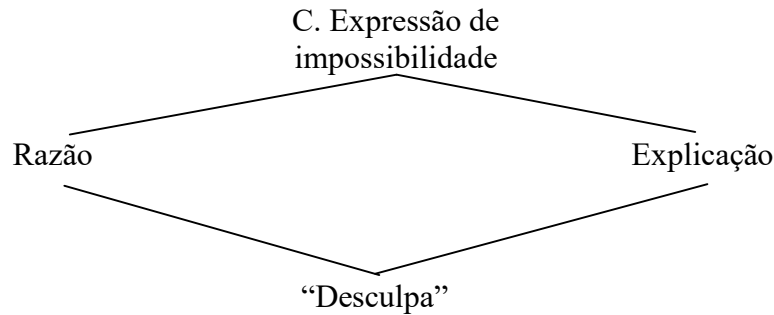 C. Expressão de
impossibilidade
Razão
Explicação
“Desculpa”